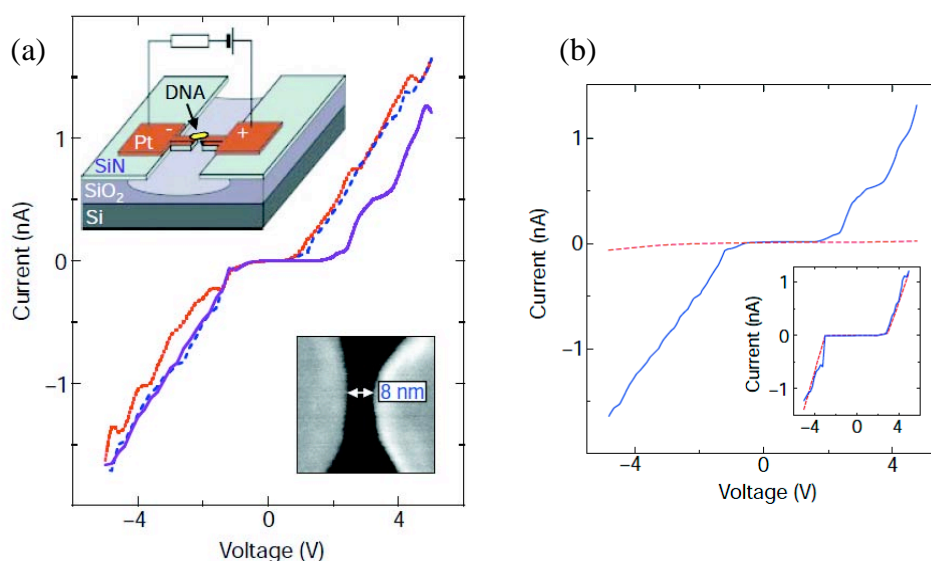 (a)
DNA
-
+
Pt
SiN
SiO2
Si
8 nm
1
0
−1
−4
0
4
Current (nA)
Voltage (V)
(b)
1
0
−1
−4
0
4
Current (nA)
Voltage (V)
1
0
−1
−4
0
4
Current (nA)